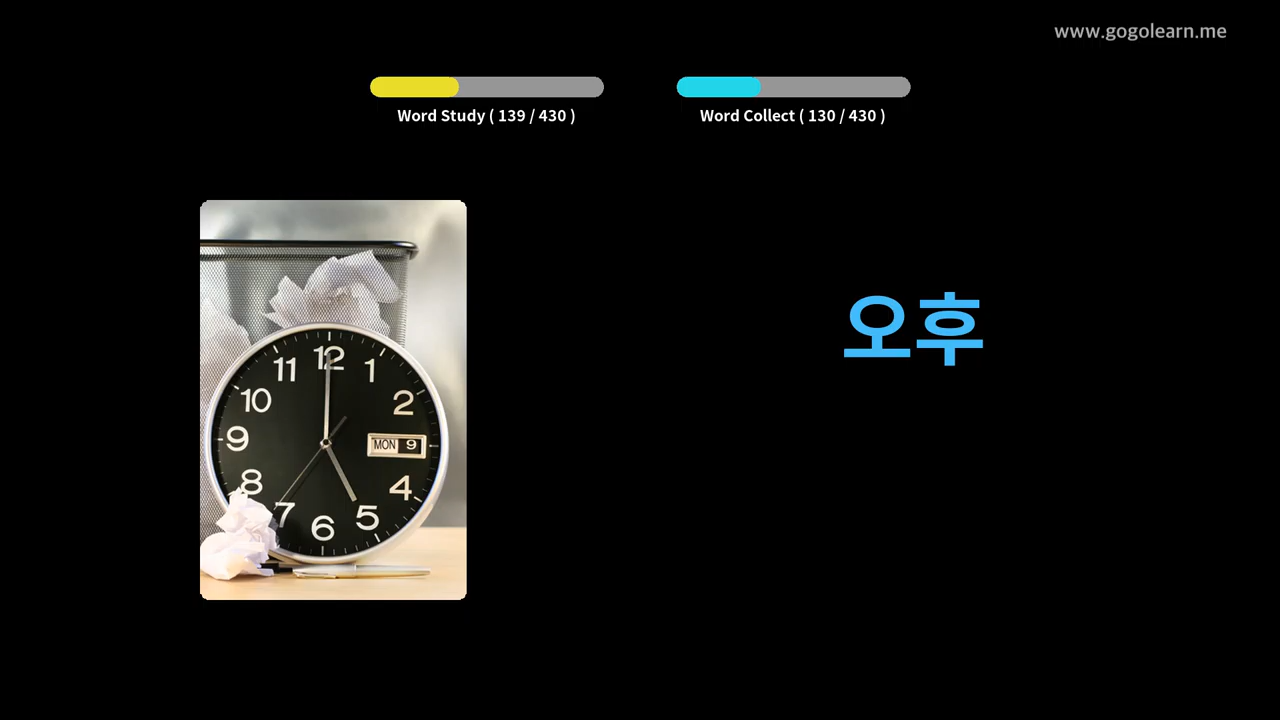 www.gogolearn.me
Word Study ( 139 / 430 )
Word Collect ( 130 / 430 )
오후
12
1
2
MON 9
4
5
6
7
8
9
10
11